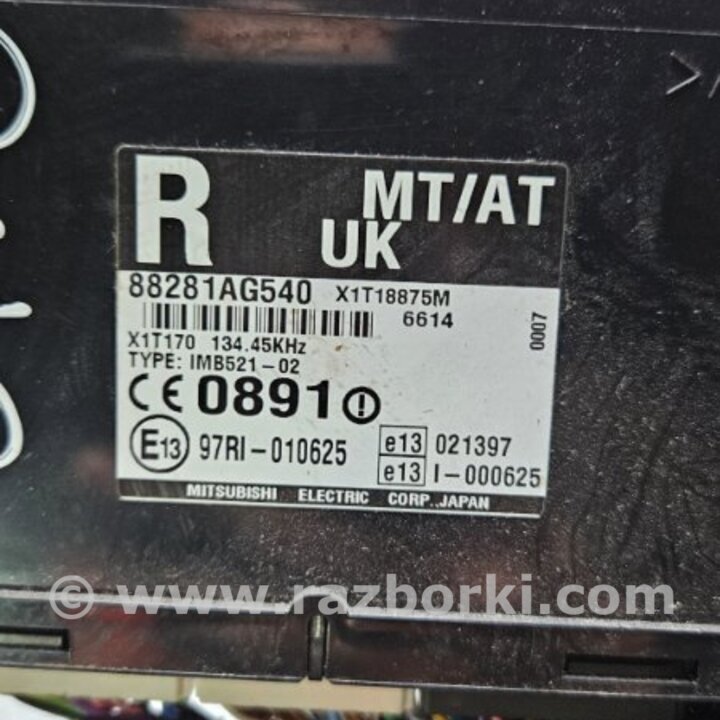 R MT/AT
UK
88281AG540 X1T18875M
6614
0007
X1T170 134.45KHz
TYPE: IMB521-02
CE 0891
E13 97RI-010625
e13 021397
e13 I-000625
MITSUBISHI ELECTRIC CORP., JAPAN
© www.razborki.com